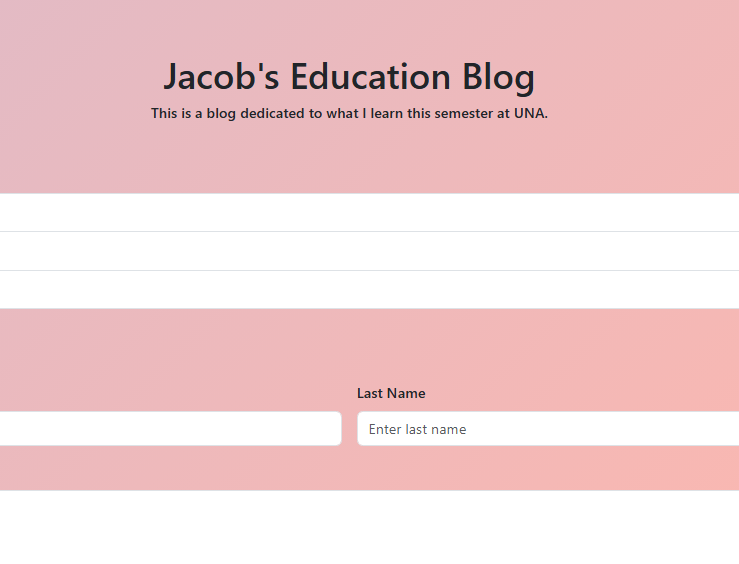 Jacob's Education Blog
This is a blog dedicated to what I learn this semester at UNA.
Last Name
Enter last name